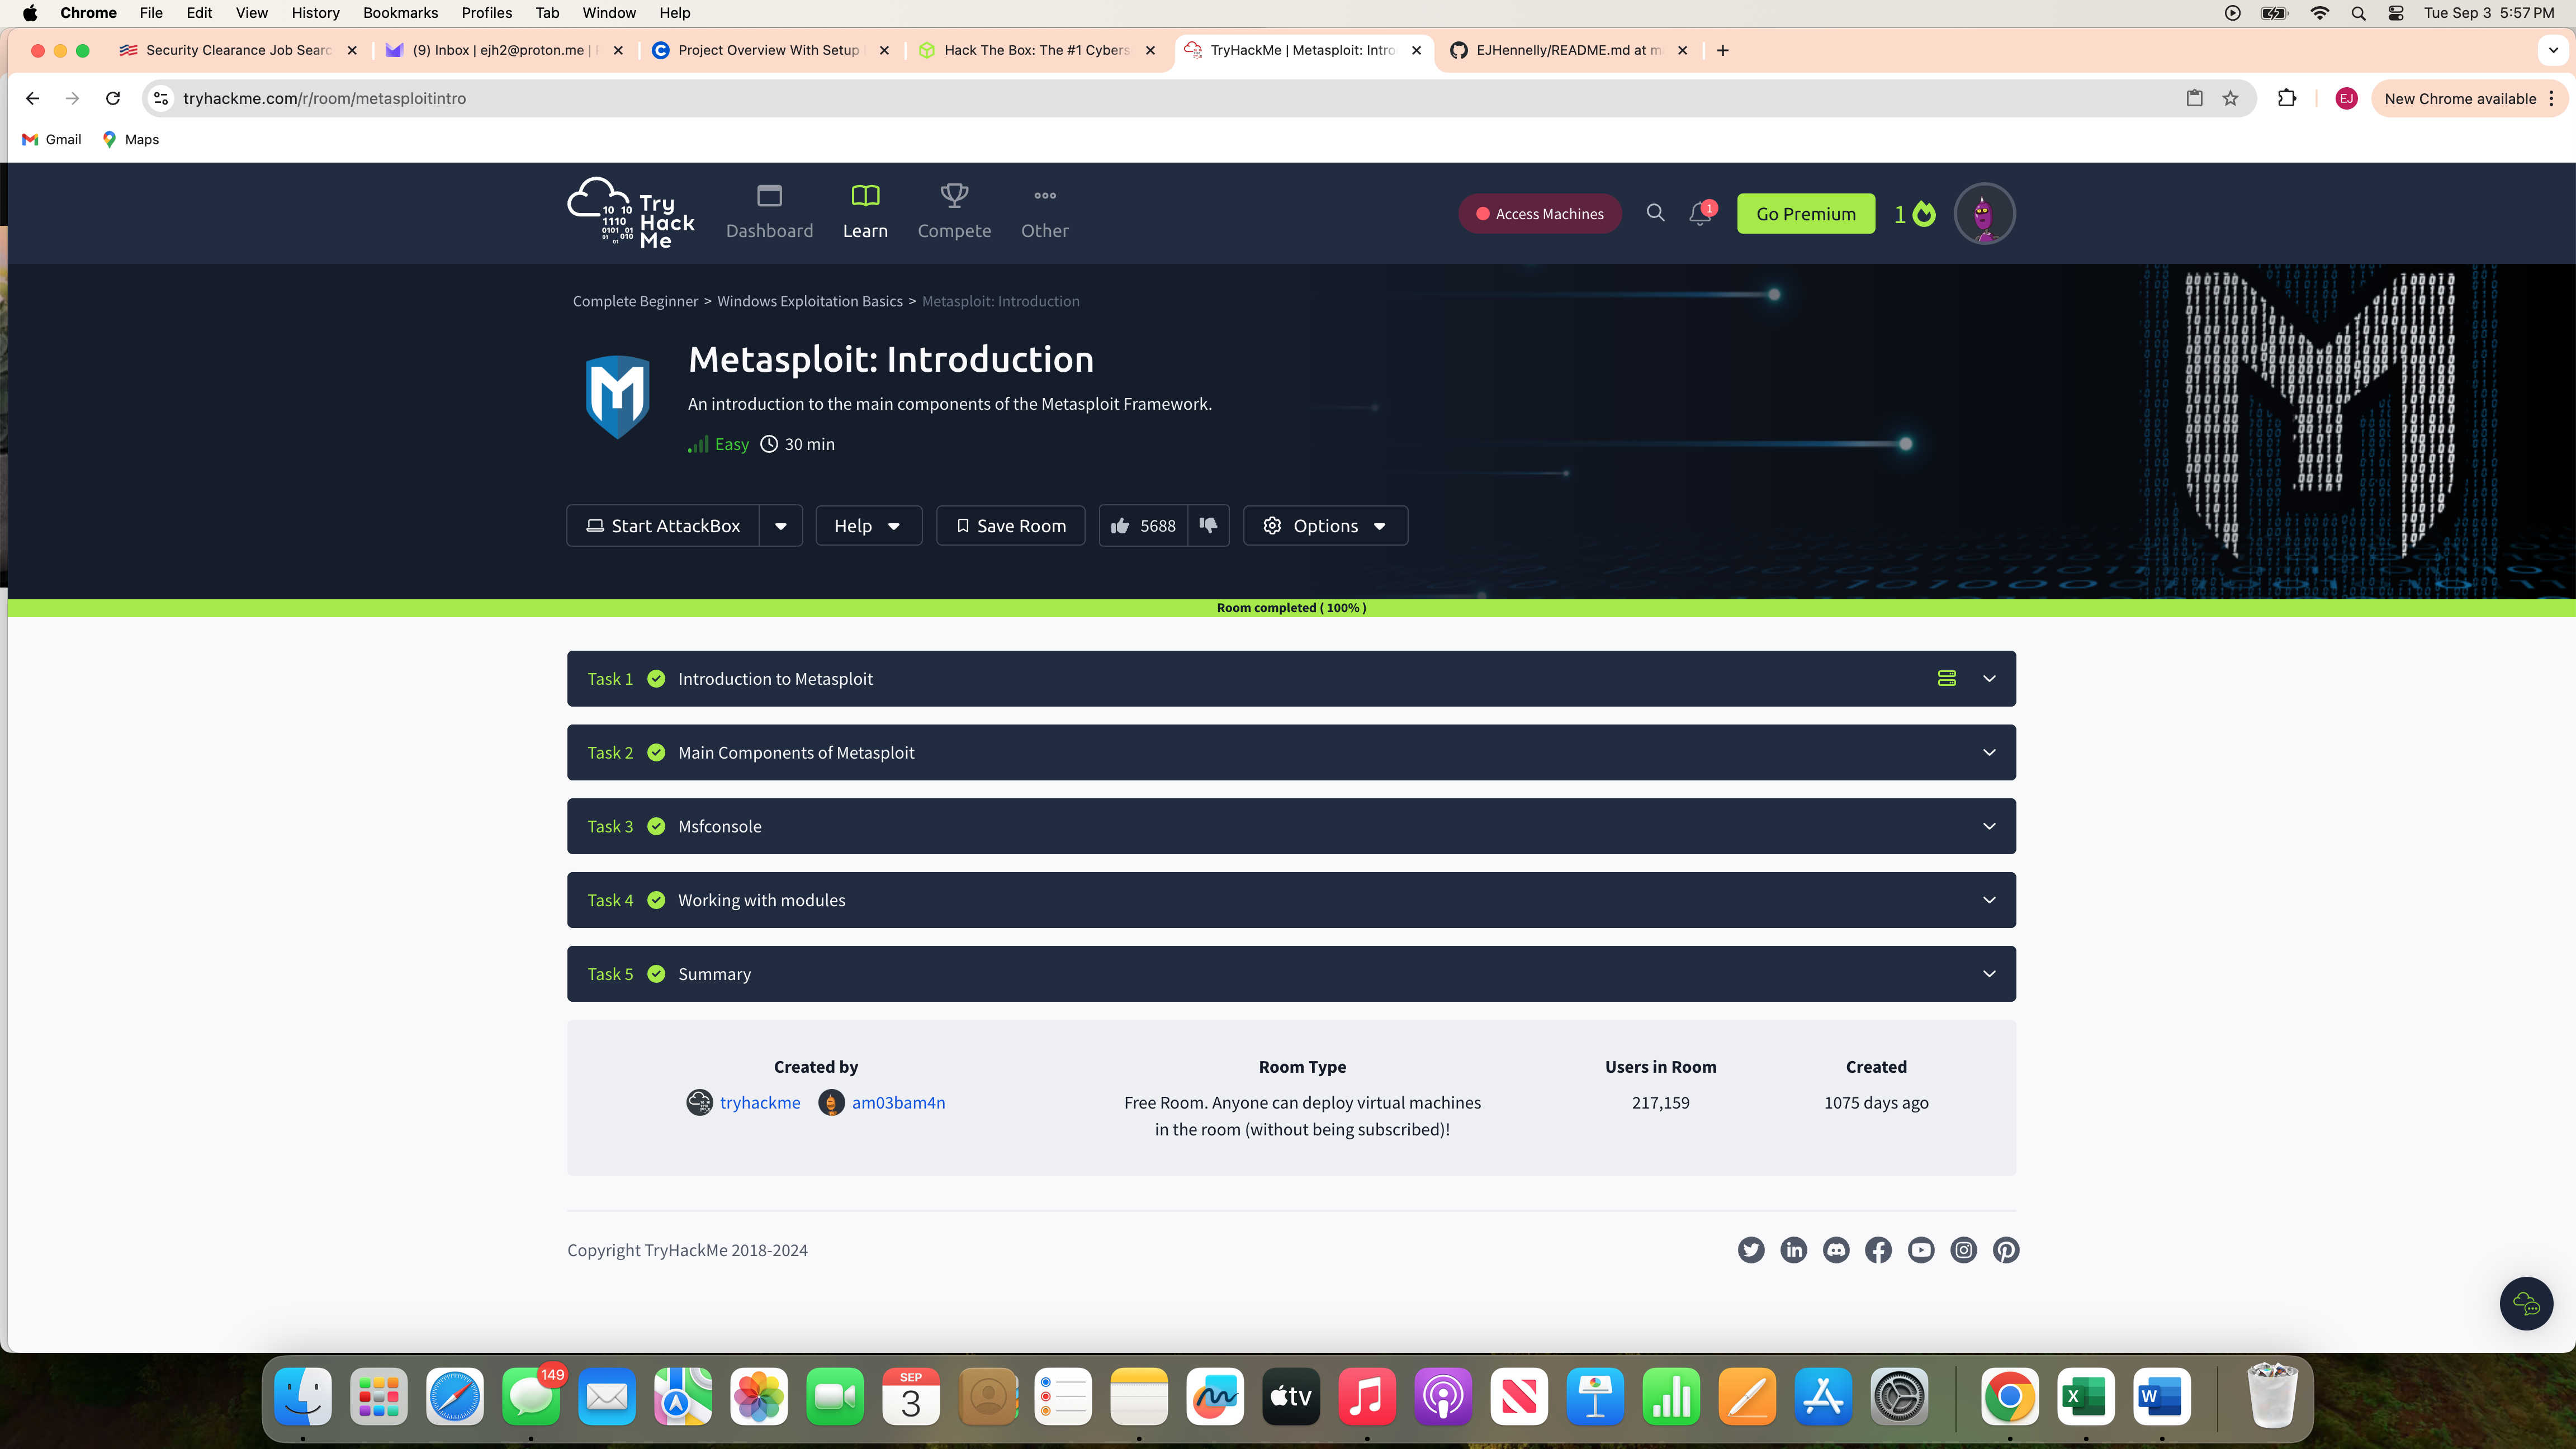 Chrome File Edit View History Bookmarks Profiles Tab Window Help Tue Sep 3 5:57 PM
Security Clearance Job Searc (9) Inbox | ejh2@proton.me | Project Overview With Setup Hack The Box: The #1 Cybers TryHackMe | Metasploit: Intro EJHennelly/README.md at m
tryhackme.com/r/room/metasploitintro EJ New Chrome available
Gmail Maps
Try Hack Me
Dashboard Learn Compete Other Access Machines 1 Go Premium 1
Complete Beginner > Windows Exploitation Basics > Metasploit: Introduction
Metasploit: Introduction
An introduction to the main components of the Metasploit Framework.
Easy 30 min
Start AttackBox Help Save Room 5688 Options
Room completed ( 100% )
Task 1 Introduction to Metasploit
Task 2 Main Components of Metasploit
Task 3 Msfconsole
Task 4 Working with modules
Task 5 Summary
Created by Room Type Users in Room Created
tryhackme am03bam4n Free Room. Anyone can deploy virtual machines 217,159 1075 days ago
in the room (without being subscribed)!
Copyright TryHackMe 2018-2024
149 SEP 3 tv